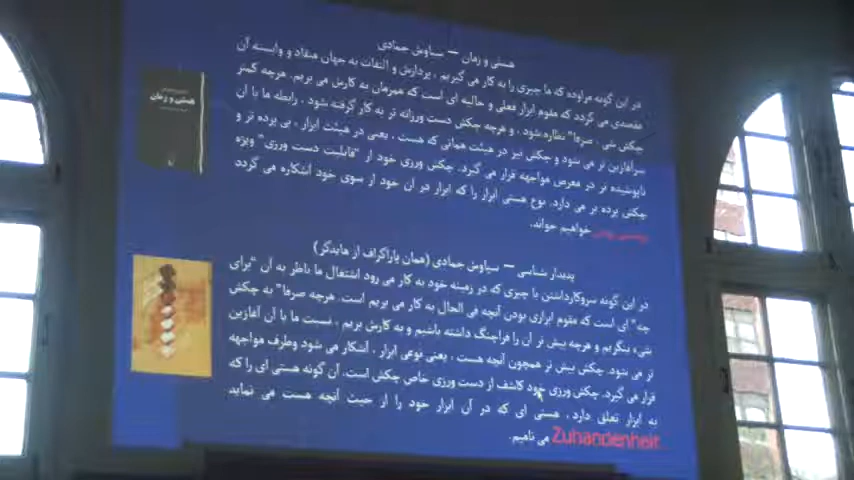 هستی و زمان — سیاوش جمادی
در این گونه مراوده که ما چیزی را به کار می گیریم، پردازش و التفات به جهان منقاد و وابسته آن
مقصدی می گردد که مقوم ابزار فعلی و حالیه ای است که مهرمان به کارش می بریم. هرچه کمتر
چکش شی ء صرفا" نظاره شود، و هرچه چکش دست ورزانه تر به کار گرفته شود، رابطه ما با آن
سرآغازین تر می شود و چکش نیز در هیئت همانی که هست، یعنی در هیئت ابزار، بی پرده تر و
ناپوشیده تر در معرض مواجهه قرار می گیرد. چکش ورزی خود از "قابلیت دست ورزی" ویژه
چکش پرده بر می دارد. نوع هستی ابزار را که ابزار در آن خود از سوی خود آشکاره می گردد
خواهیم خواند.
هستی و زمان
پدیدار شناسی — سیاوش جمادی (همان پاراگراف از هایدگر)
در این گونه سروکارداشتن با چیزی که در زمینه خود به کار می رود اشتغال ما ناظر به آن "برای
چه" ای است که مقوم ابزاری بودن آنچه فی الحال به کار می بریم است. هرچه صرفا" به چکش
شیء بنگریم و هرچه بیش تر آن را فراچنگ داشته باشیم و به کارش بریم، نسبت ما با آن آغازین
تر می شود. چکش بیش تر همچون آنچه هست، یعنی نوعی ابزار، آشکار می شود وطرف مواجهه
قرار می گیرد. چکش ورزی خود کاشف از دست ورزی خاص چکش است. آن گونه هستی ای را که
به ابزار تعلق دارد، هستی ای که در آن ابزار خود را از حیث آنچه هست می نماید
Zuhandenheit می نامیم.